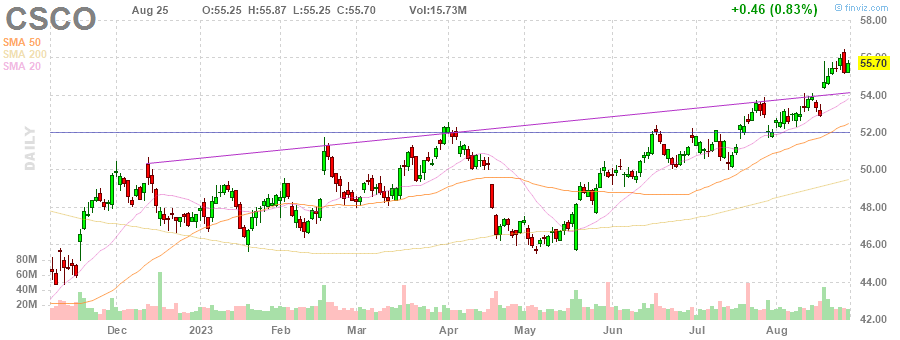 CSCO Aug 25 O:55.25 H:55.87 L:55.25 C:55.70 Vol:15.73M +0.46 (0.83%) © finviz.com
SMA 50
SMA 200
SMA 20
DAILY
58.00
56.00
55.70
54.00
52.00
50.00
48.00
46.00
44.00
42.00
80M
60M
40M
20M
Dec 2023 Feb Mar Apr May Jun Jul Aug